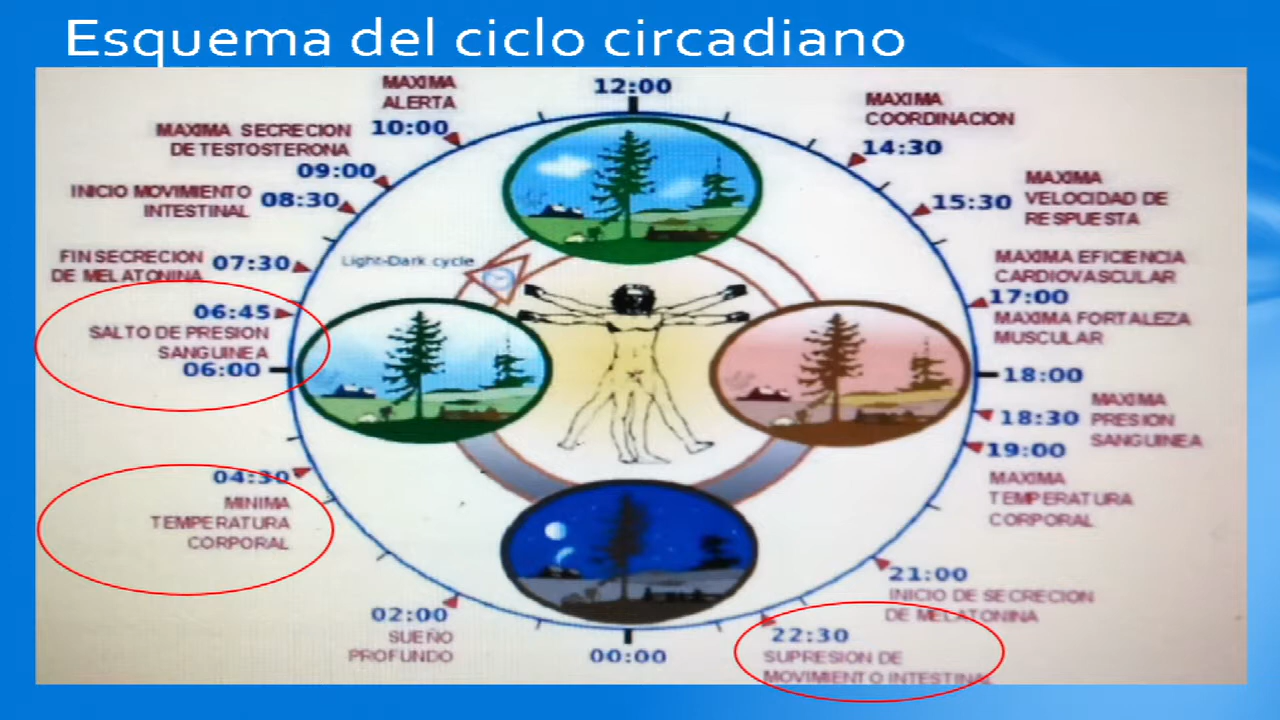 Esquema del ciclo circadiano
12:00
MAXIMA
ALERTA
10:00
MAXIMA SECRECION
DE TESTOSTERONA
09:00
INICIO MOVIMIENTO
INTESTINAL
08:30
FIN SECRECION
DE MELATONINA
07:30
Light-Dark cycle
06:45
SALTO DE PRESION
SANGUINEA
06:00
04:30
MINIMA
TEMPERATURA
CORPORAL
02:00
SUEÑO
PROFUNDO
00:00
MAXIMA
COORDINACION
14:30
15:30
MAXIMA
VELOCIDAD DE
RESPUESTA
MAXIMA EFICIENCIA
CARDIOVASCULAR
17:00
MAXIMA FORTALEZA
MUSCULAR
18:00
18:30
MAXIMA
PRESION
SANGUINEA
19:00
MAXIMA
TEMPERATURA
CORPORAL
21:00
INICIO DE SECRECION
DE MELATONINA
22:30
SUPRESION DE
MOVIMIENTO INTESTINAL